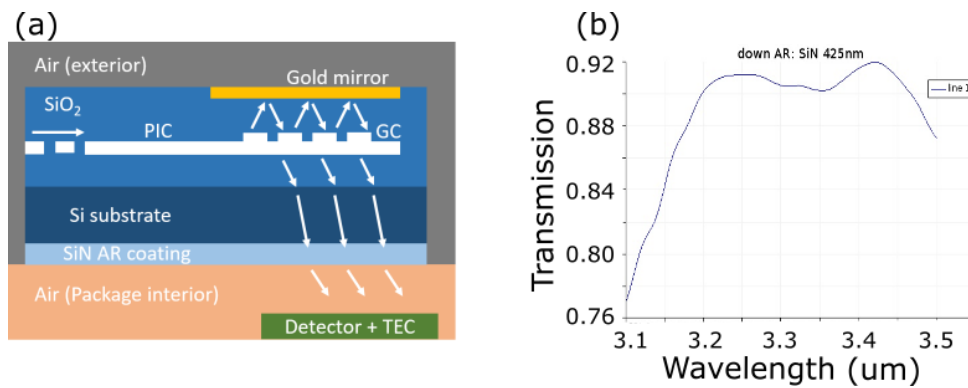 (a)
Air (exterior)
Gold mirror
SiO2
PIC
GC
Si substrate
SiN AR coating
Air (Package interior)
Detector + TEC
(b)
down AR: SiN 425nm
0.92
0.88
0.84
0.80
0.76
Transmission
3.1 3.2 3.3 3.4 3.5
Wavelength (um)